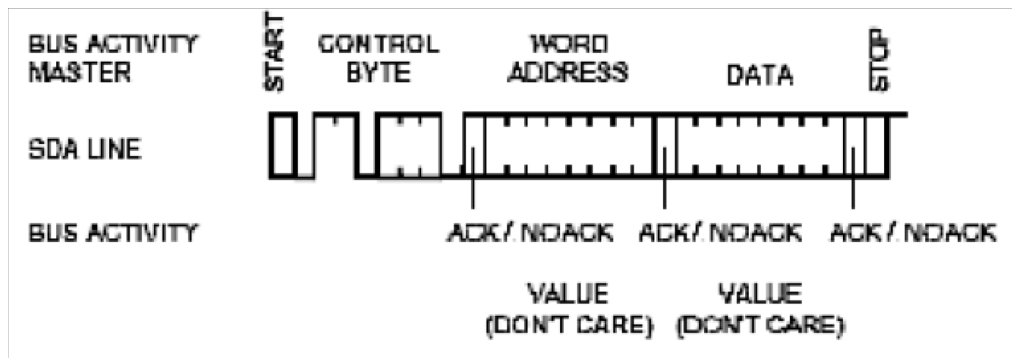 BUS ACTIVITY
MASTER
START
CONTROL
BYTE
WORD
ADDRESS
DATA
STOP
SDA LINE
BUS ACTIVITY
ACK/NOACK
ACK/NOACK
ACK/NOACK
VALUE
(DON'T CARE)
VALUE
(DON'T CARE)